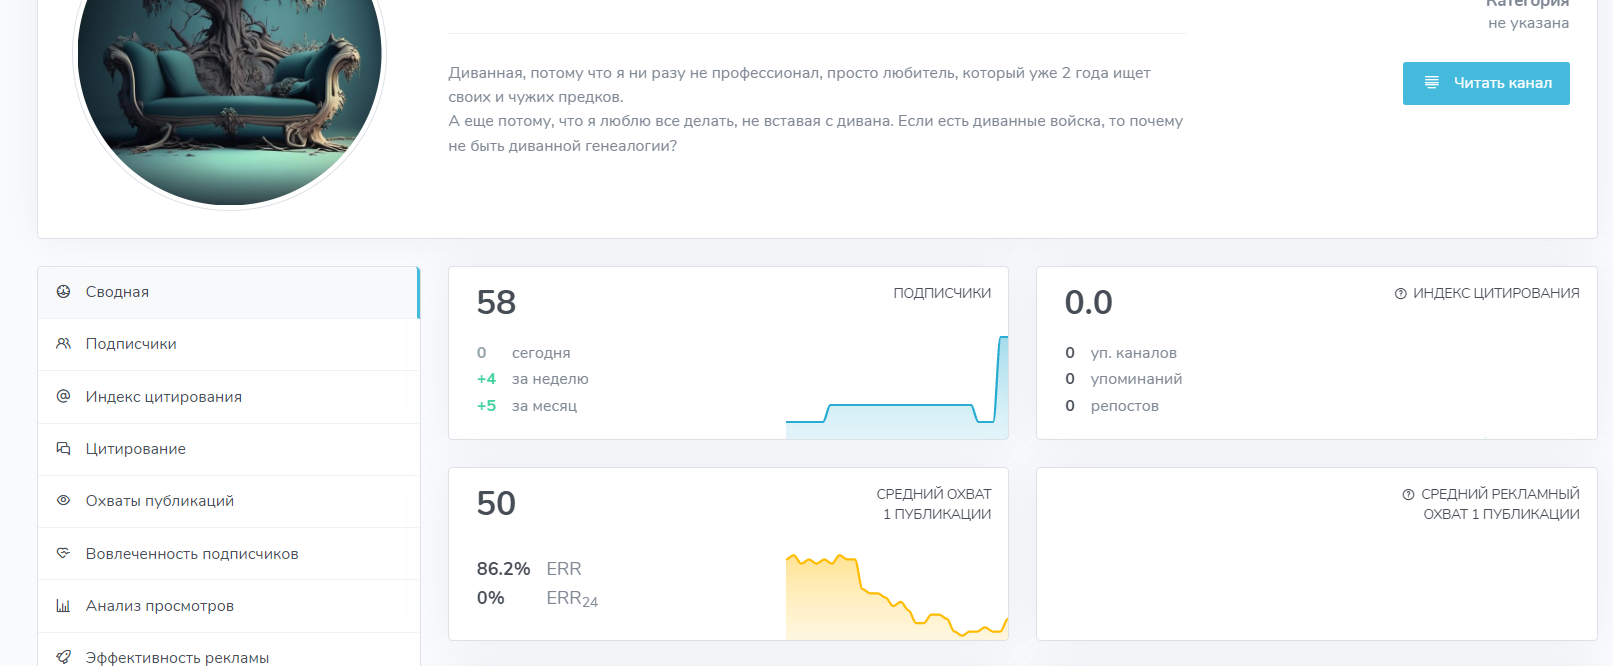 Категория
не указана
Диванная, потому что я ни разу не профессионал, просто любитель, который уже 2 года ищет
своих и чужих предков.
А еще потому, что я люблю все делать, не вставая с дивана. Если есть диванные войска, то почему
не быть диванной генеалогии?
Читать канал
Сводная
Подписчики
Индекс цитирования
Цитирование
Охваты публикаций
Вовлеченность подписчиков
Анализ просмотров
Эффективность рекламы
58
ПОДПИСЧИКИ
0 сегодня
+4 за неделю
+5 за месяц
0.0
ИНДЕКС ЦИТИРОВАНИЯ
0 уп. каналов
0 упоминаний
0 репостов
50
СРЕДНИЙ ОХВАТ
1 ПУБЛИКАЦИИ
86.2% ERR
0% ERR24
СРЕДНИЙ РЕКЛАМНЫЙ
ОХВАТ 1 ПУБЛИКАЦИИ